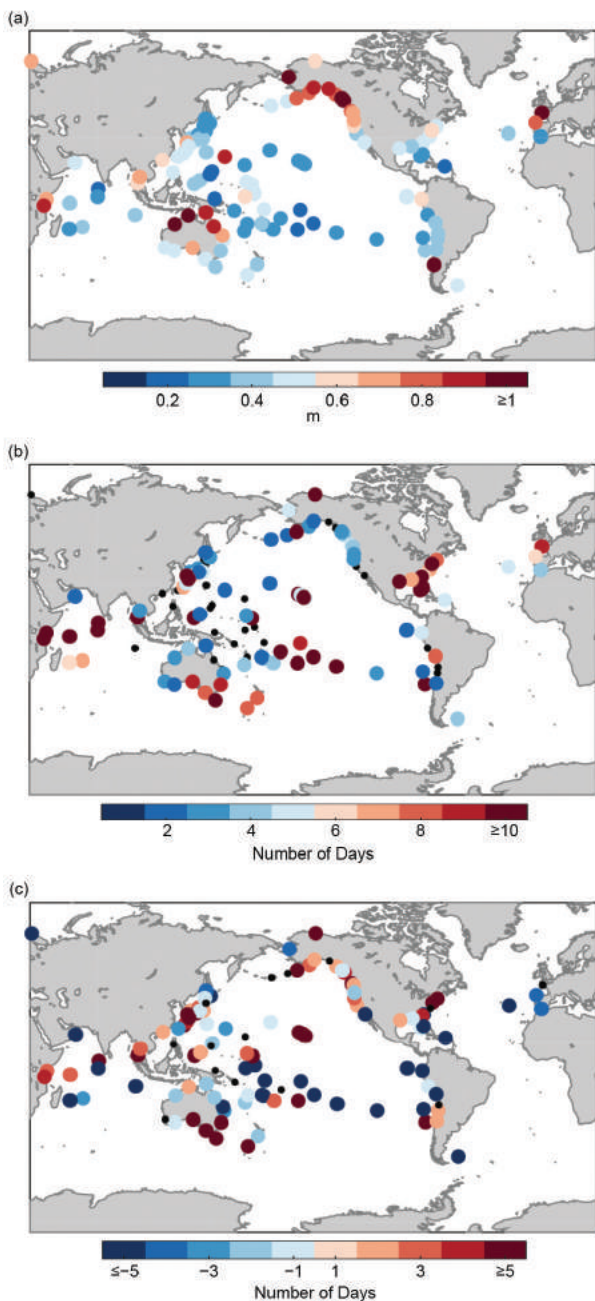 (a)
0.2 0.4 0.6 0.8 ≥1
m
(b)
2 4 6 8 ≥10
Number of Days
(c)
≤-5 -3 -1 1 3 ≥5
Number of Days